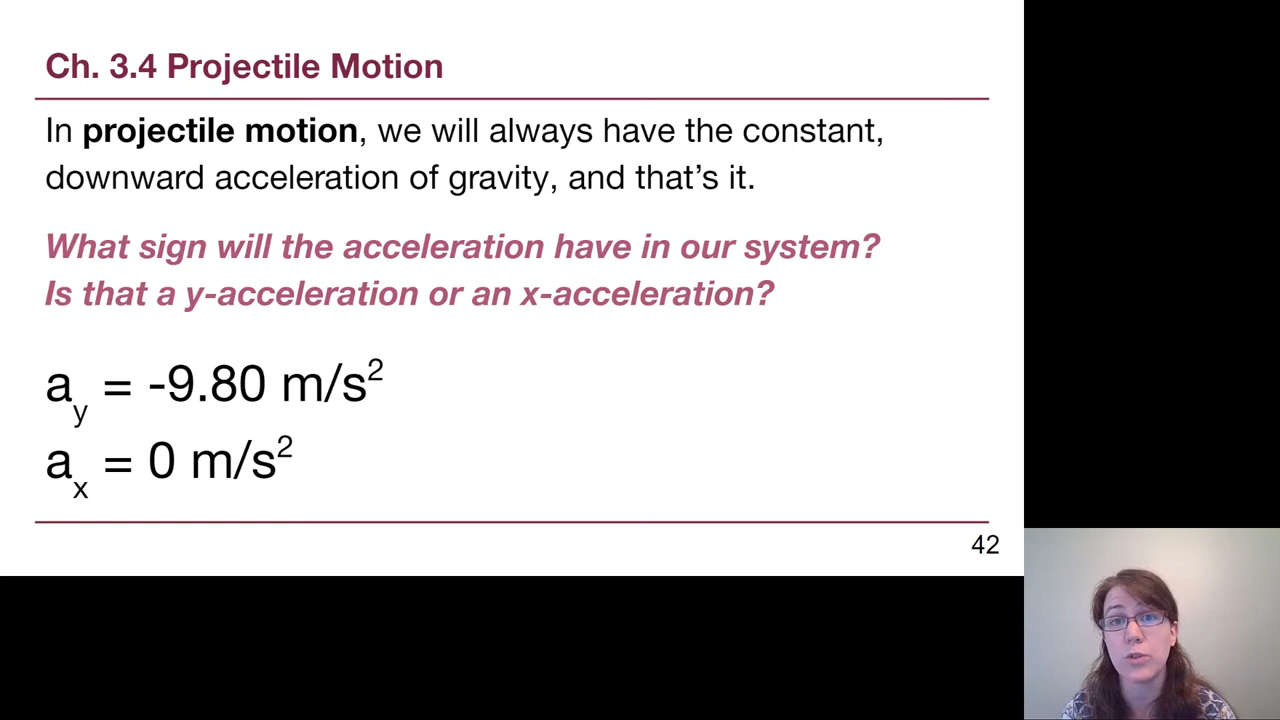 Ch. 3.4 Projectile Motion
In projectile motion, we will always have the constant,
downward acceleration of gravity, and that’s it.
What sign will the acceleration have in our system?
Is that a y-acceleration or an x-acceleration?
a_y = -9.80 m/s²
a_x = 0 m/s²
42